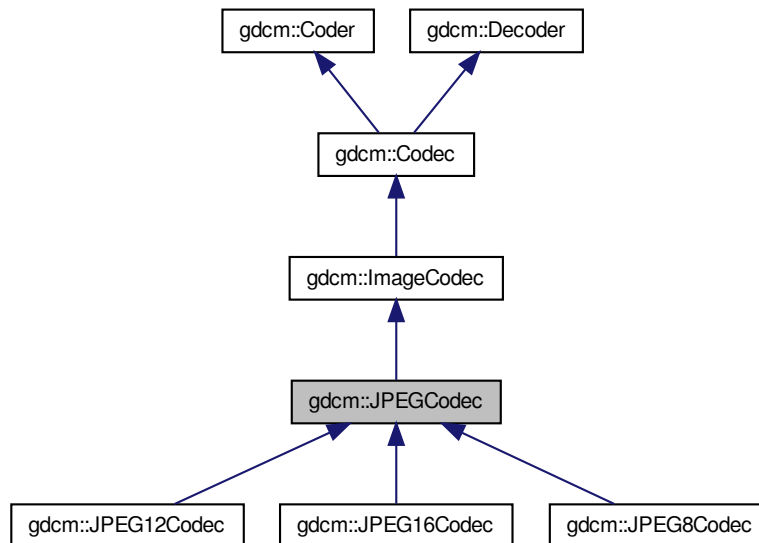 gdcm::Coder
gdcm::Decoder
gdcm::Codec
gdcm::ImageCodec
gdcm::JPEGCodec
gdcm::JPEG12Codec
gdcm::JPEG16Codec
gdcm::JPEG8Codec